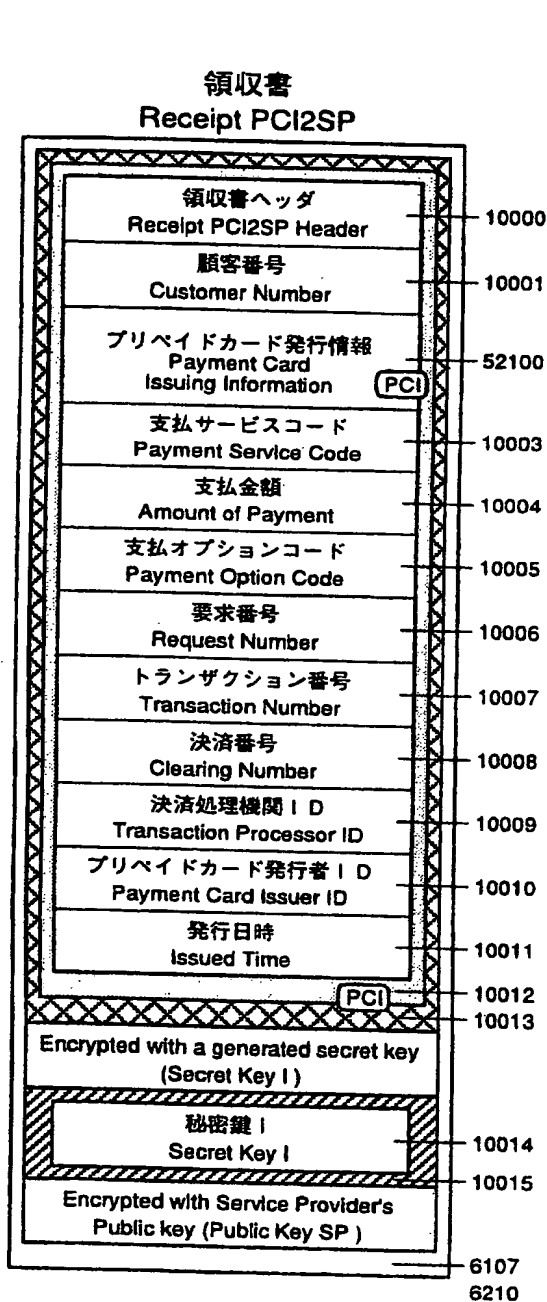 領収書
Receipt PCI2SP
領収書ヘッダ
Receipt PCI2SP Header
10000
顧客番号
Customer Number
10001
プリペイドカード発行情報
Payment Card
Issuing Information
PCI
52100
支払サービスコード
Payment Service Code
10003
支払金額
Amount of Payment
10004
支払オプションコード
Payment Option Code
10005
要求番号
Request Number
10006
トランザクション番号
Transaction Number
10007
決済番号
Clearing Number
10008
決済処理機関ID
Transaction Processor ID
10009
プリペイドカード発行者ID
Payment Card Issuer ID
10010
発行日時
Issued Time
10011
PCI
10012
10013
Encrypted with a generated secret key
(Secret Key I)
秘密鍵I
Secret Key I
10014
10015
Encrypted with Service Provider's
Public key (Public Key SP )
6107
6210